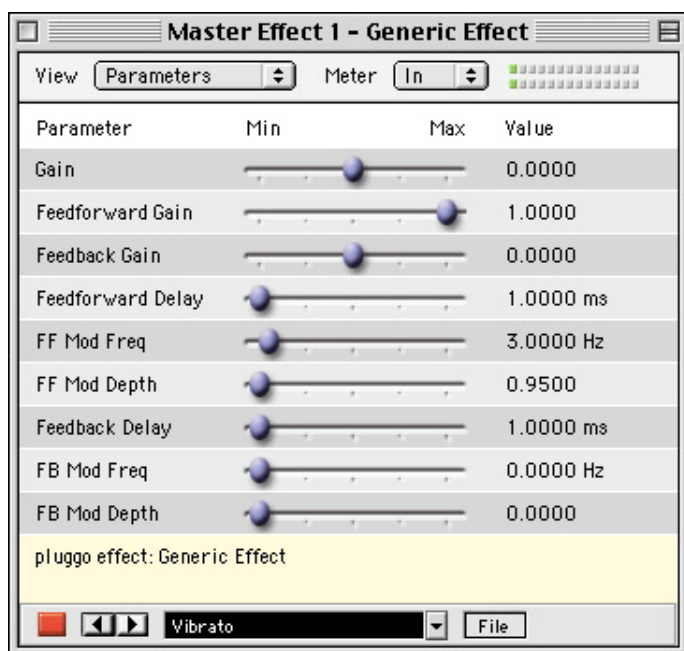 Master Effect 1 - Generic Effect
View Parameters Meter In
Parameter Min Max Value
Gain 0.0000
Feedforward Gain 1.0000
Feedback Gain 0.0000
Feedforward Delay 1.0000 ms
FF Mod Freq 3.0000 Hz
FF Mod Depth 0.9500
Feedback Delay 1.0000 ms
FB Mod Freq 0.0000 Hz
FB Mod Depth 0.0000
pluggo effect: Generic Effect
Vibrato File